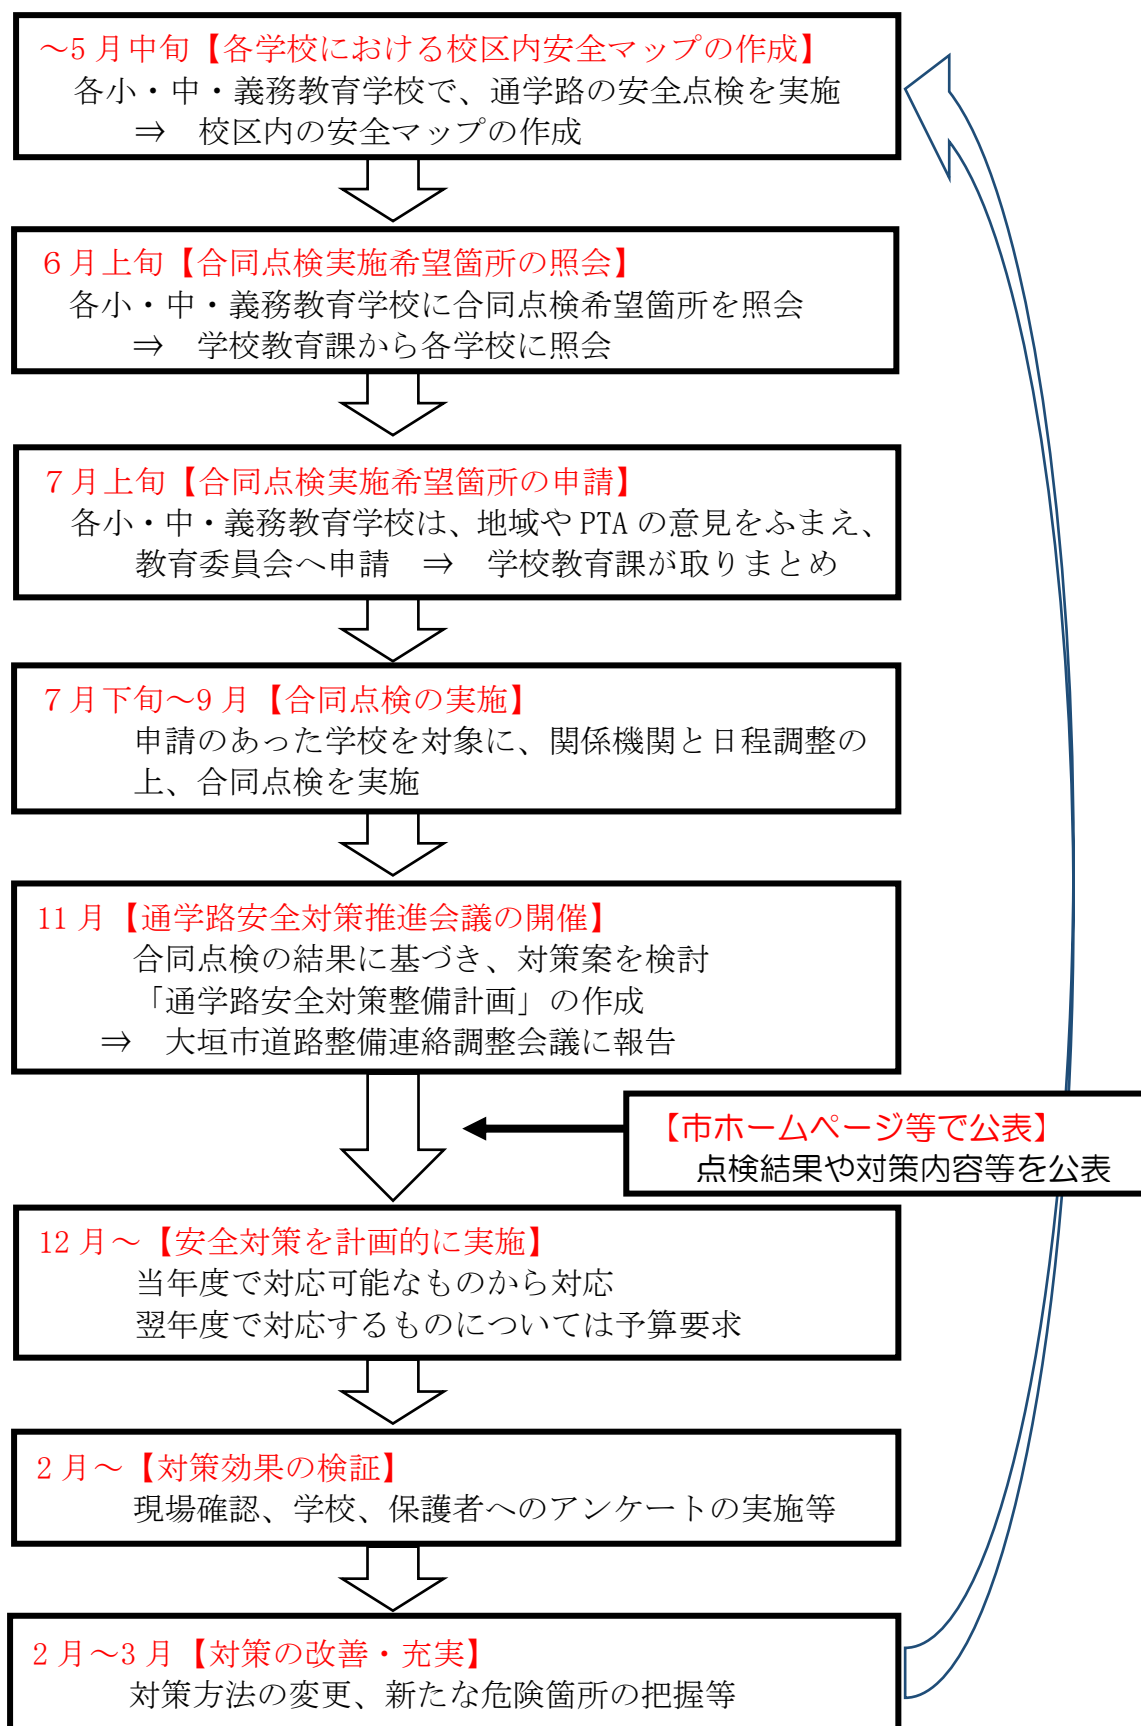 ～5 月中旬【各学校における校区内安全マップの作成】
各小・中・義務教育学校で、通学路の安全点検を実施
⇒　校区内の安全マップの作成
６月上旬【合同点検実施希望箇所の照会】
各小・中・義務教育学校に合同点検希望箇所を照会
⇒　学校教育課から各学校に照会
７月上旬【合同点検実施希望箇所の申請】
各小・中・義務教育学校は、地域や PTA の意見をふまえ、
教育委員会へ申請　⇒　学校教育課が取りまとめ
７月下旬～9 月【合同点検の実施】
申請のあった学校を対象に、関係機関と日程調整の
上、合同点検を実施
11 月【通学路安全対策推進会議の開催】
合同点検の結果に基づき、対策案を検討
「通学路安全対策整備計画」の作成
⇒　大垣市道路整備連絡調整会議に報告
【市ホームページ等で公表】
点検結果や対策内容等を公表
12 月～【安全対策を計画的に実施】
当年度で対応可能なものから対応
翌年度で対応するものについては予算要求
2 月～【対策効果の検証】
現場確認、学校、保護者へのアンケートの実施等
2 月～3 月【対策の改善・充実】
対策方法の変更、新たな危険箇所の把握等